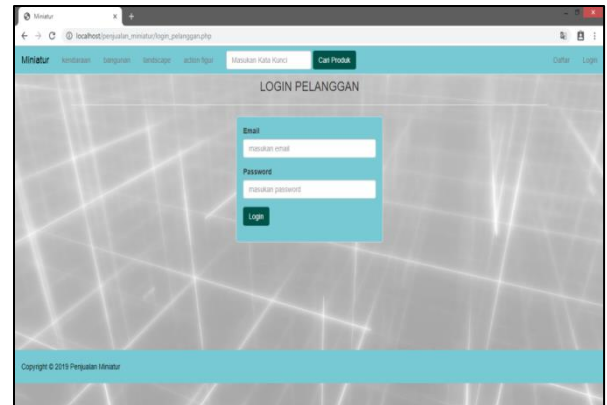 Miniatur
localhost/penjualan_miniatur/login_pelanggan.php
Miniatur kendaraan bangunan landscape action figur Masukan Kata Kunci Cari Produk Daftar Login
LOGIN PELANGGAN
Email
masukan email
Password
masukan password
Login
Copyright © 2019 Penjualan Miniatur